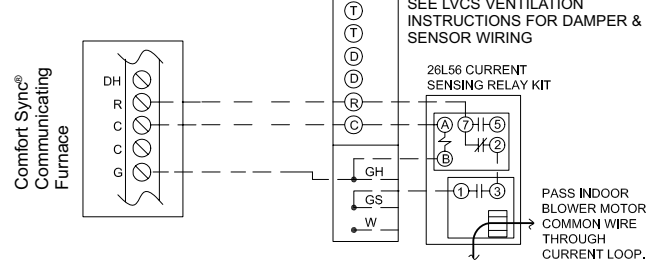 SEE LVCS VENTILATION
INSTRUCTIONS FOR DAMPER &
SENSOR WIRING
T
T
D
D
R
C
GH
GS
W
26L56 CURRENT
SENSING RELAY KIT
A 7 5
2
B
1 3
PASS INDOOR
BLOWER MOTOR
COMMON WIRE
THROUGH
CURRENT LOOP.
Comfort Sync®
Communicating
Furnace
DH
R
C
C
G